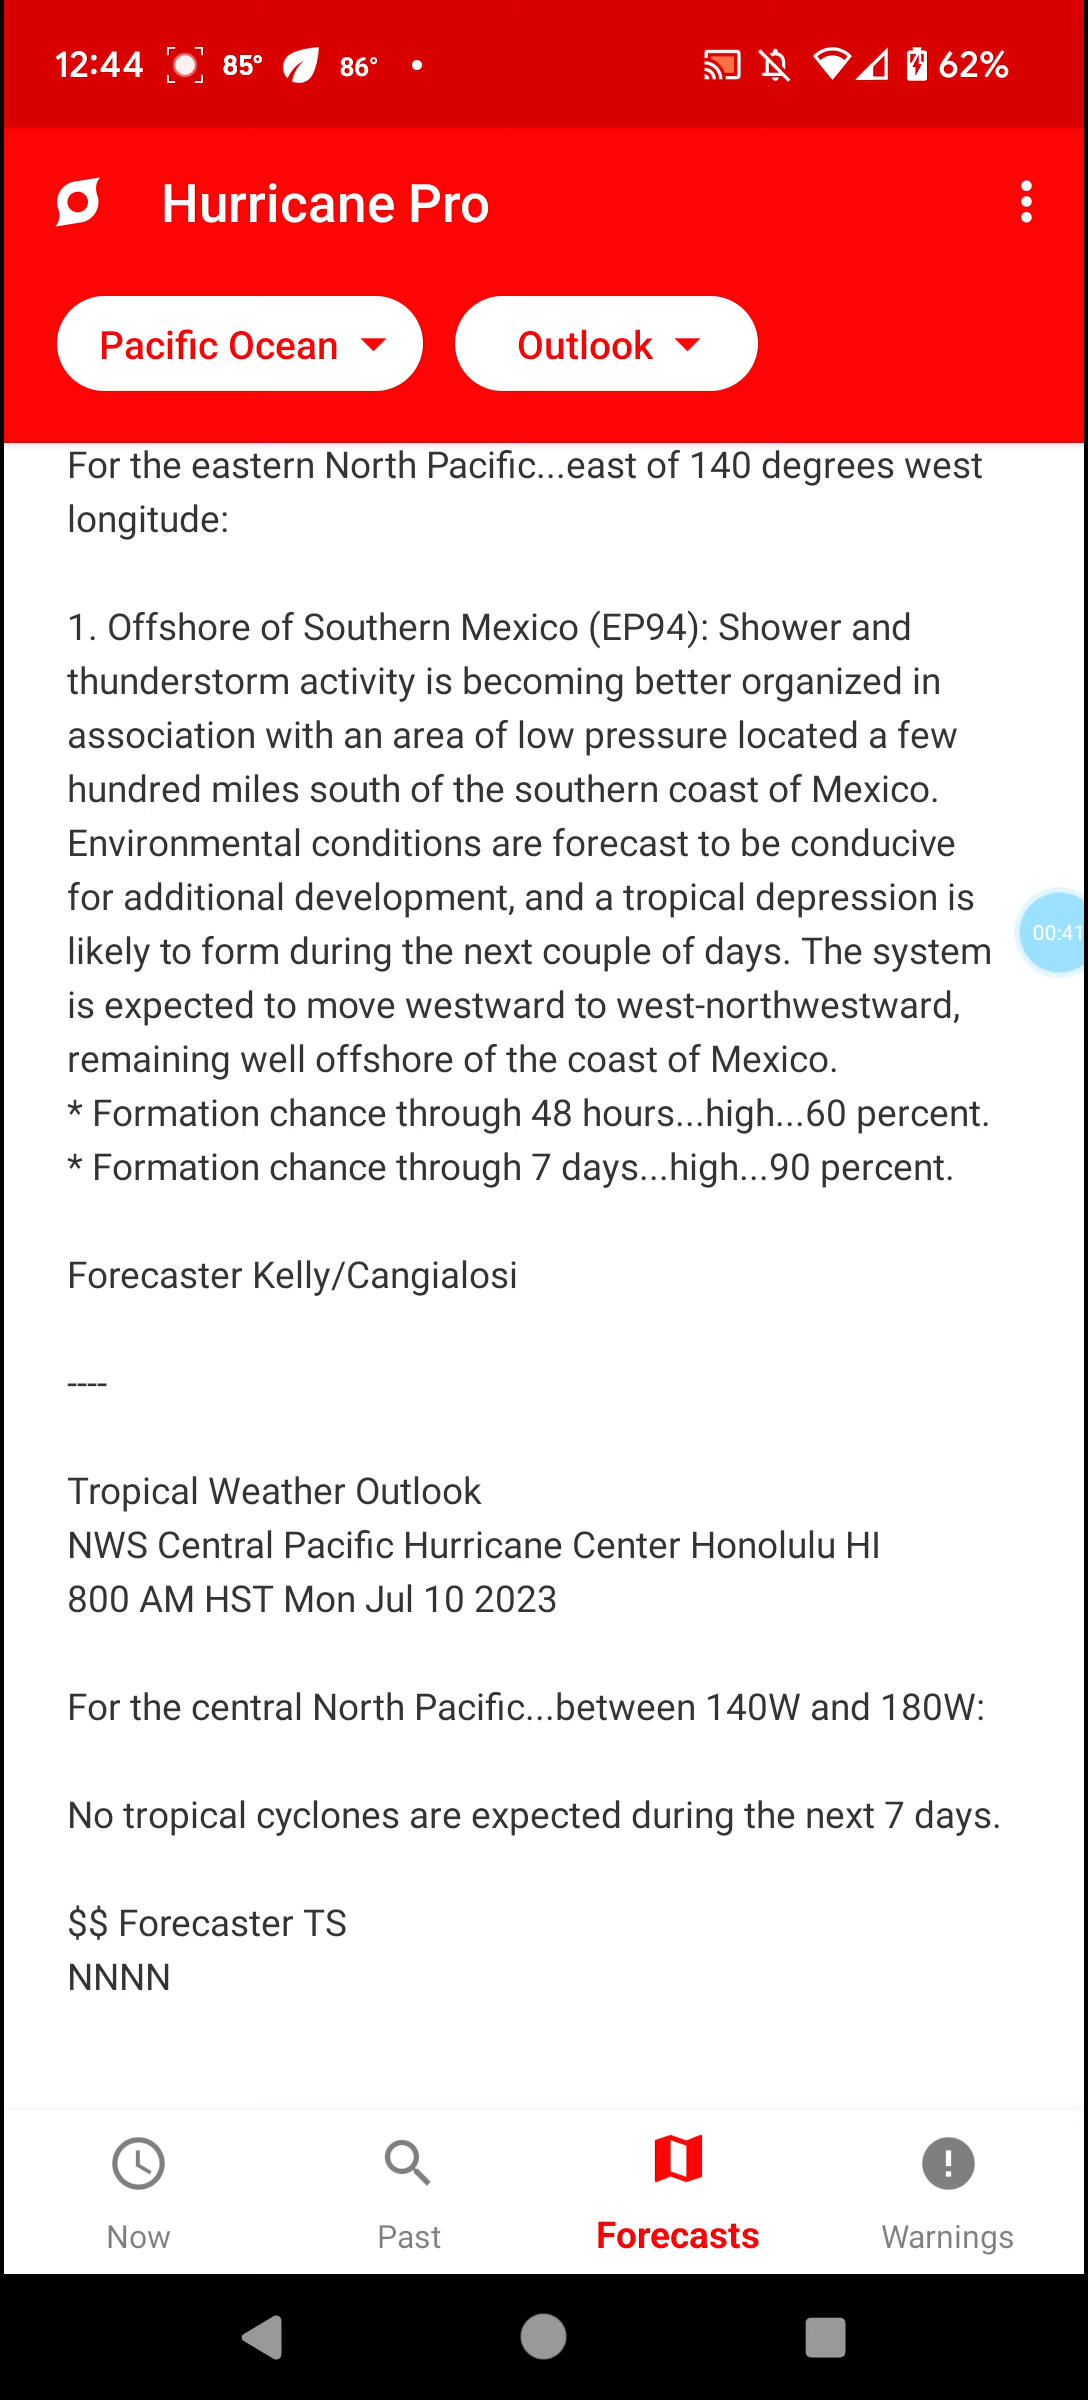 12:44 85° 86° 62%
Hurricane Pro
Pacific Ocean Outlook
For the eastern North Pacific...east of 140 degrees west
longitude:
1. Offshore of Southern Mexico (EP94): Shower and
thunderstorm activity is becoming better organized in
association with an area of low pressure located a few
hundred miles south of the southern coast of Mexico.
Environmental conditions are forecast to be conducive
for additional development, and a tropical depression is
likely to form during the next couple of days. The system
is expected to move westward to west-northwestward,
remaining well offshore of the coast of Mexico.
* Formation chance through 48 hours...high...60 percent.
* Formation chance through 7 days...high...90 percent.
00:41
Forecaster Kelly/Cangialosi
----
Tropical Weather Outlook
NWS Central Pacific Hurricane Center Honolulu HI
800 AM HST Mon Jul 10 2023
For the central North Pacific...between 140W and 180W:
No tropical cyclones are expected during the next 7 days.
$$ Forecaster TS
NNNN
Now Past Forecasts Warnings